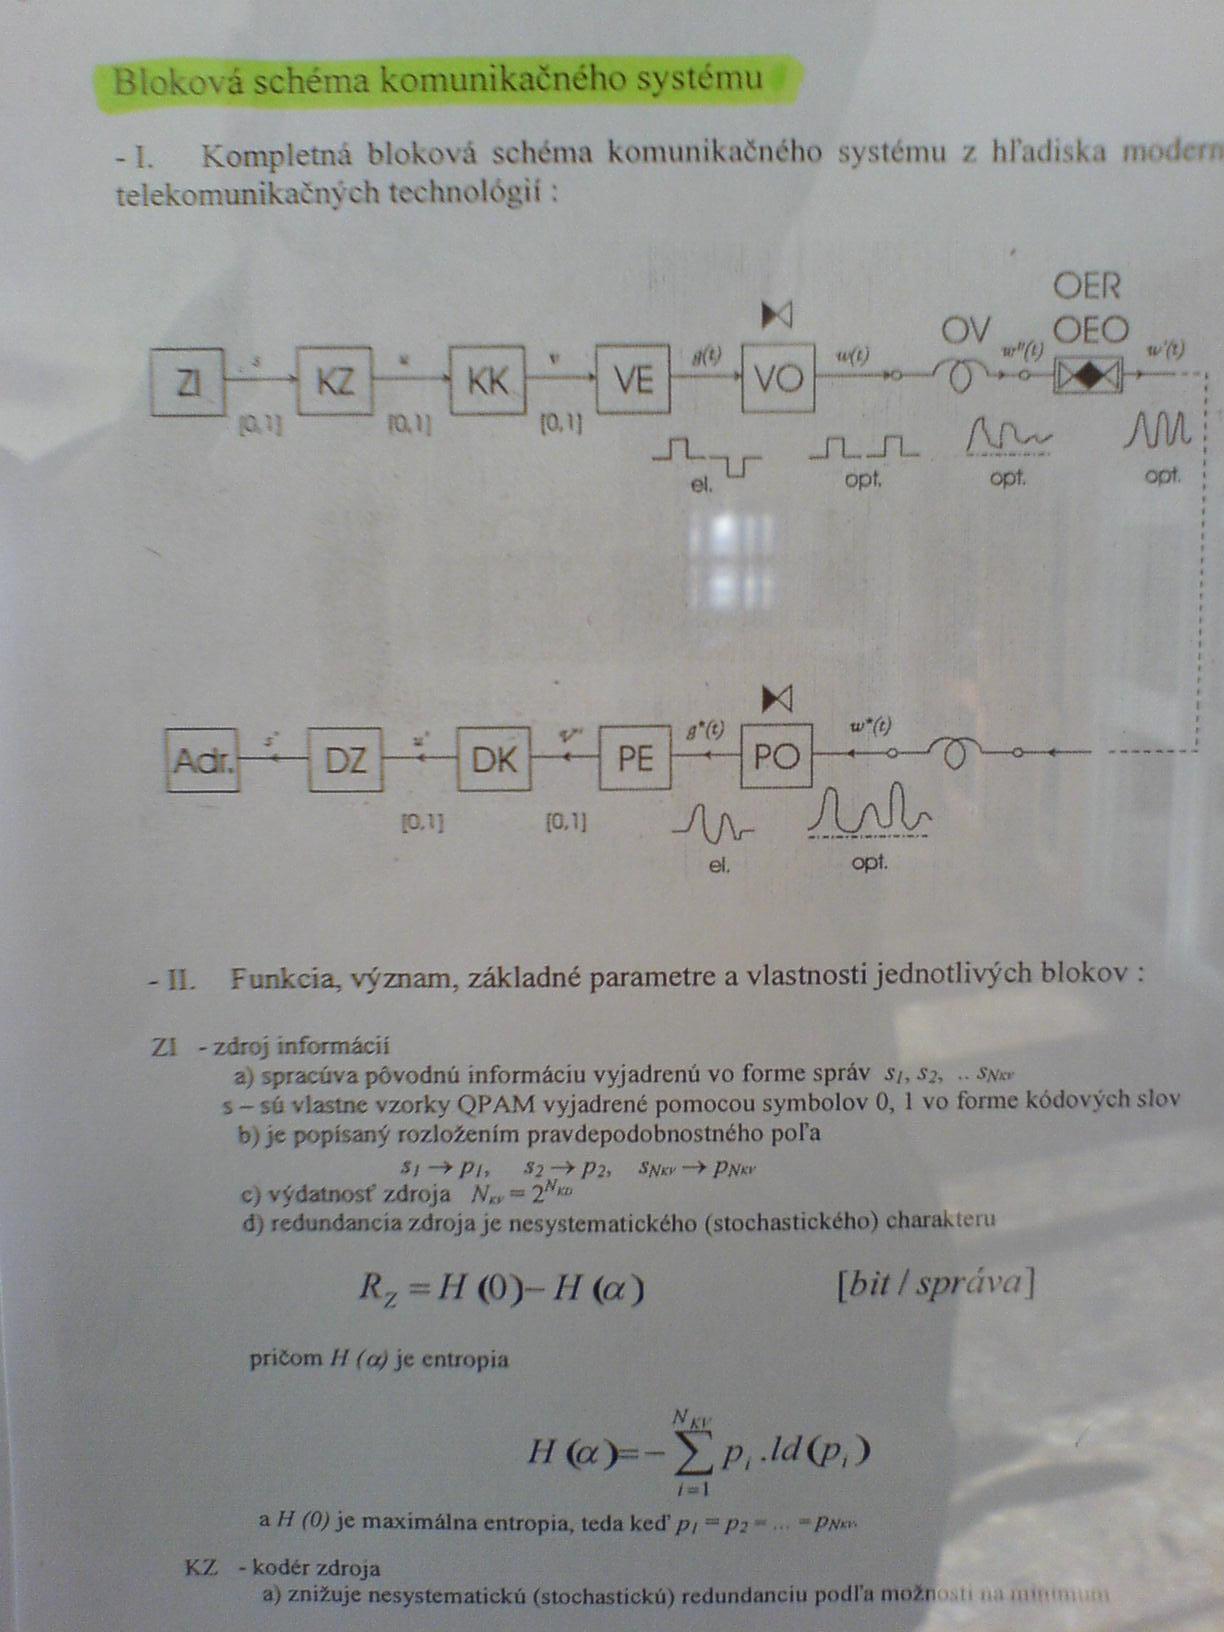 Bloková schéma komunikačného systému
- I. Kompletná bloková schéma komunikačného systému z hľadiska modern
telekomunikačných technológií :
OER
OV OEO
s u v g(t) w(t) w"(t) w'(t)
ZI KZ KK VE VO
[0,1] [0,1] [0,1]
el. opt. opt. opt.
g*(t) w*(t)
Adr. DZ DK PE PO
[0,1] [0,1]
el. opt.
- II. Funkcia, význam, základné parametre a vlastnosti jednotlivých blokov :
ZI - zdroj informácií
a) spracúva pôvodnú informáciu vyjadrenú vo forme správ s1, s2, .. sNKV
s – sú vlastne vzorky QPAM vyjadrené pomocou symbolov 0, 1 vo forme kódových slov
b) je popísaný rozložením pravdepodobnostného poľa
s1 → p1, s2 → p2, sNKV → pNKV
c) výdatnosť zdroja NKV = 2^NKD
d) redundancia zdroja je nesystematického (stochastického) charakteru
RZ = H (0)– H (α) [bit / správa]
pričom H (α) je entropia
H (α)= – ∑ i=1 NKV pi .ld(pi)
a H (0) je maximálna entropia, teda keď p1 = p2 = ... = pNKV.
KZ - kodér zdroja
a) znižuje nesystematickú (stochastickú) redundanciu podľa možnosti na minimum